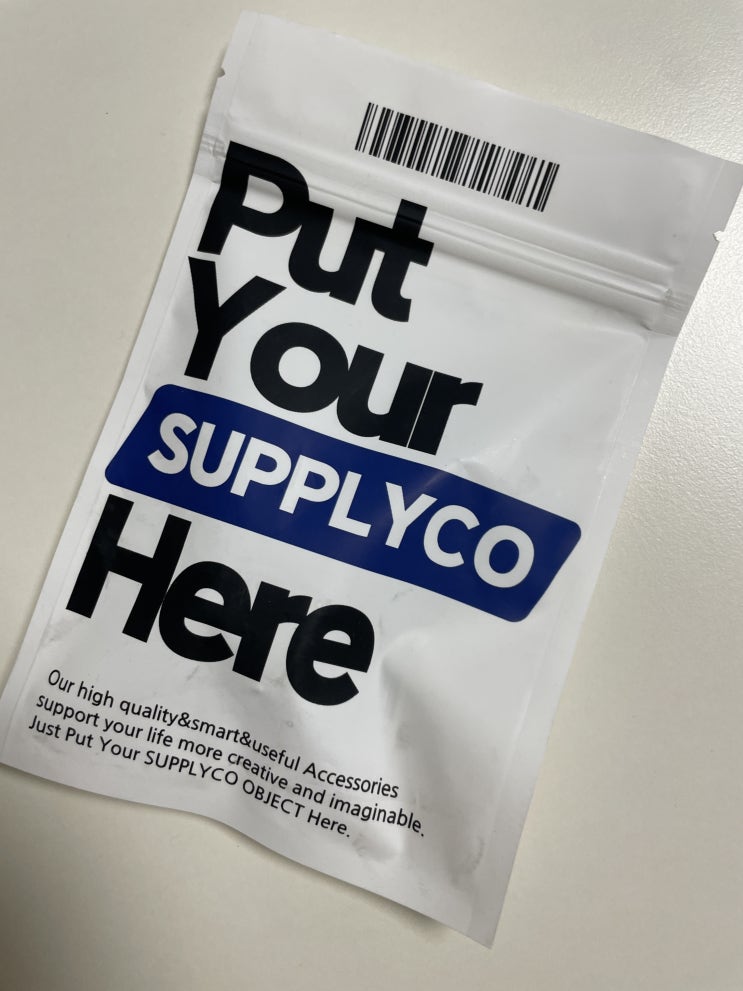 Put
Your
SUPPLYCO
Here
Our high quality&smart&useful Accessories
support your life more creative and imaginable.
Just Put Your SUPPLYCO OBJECT Here.